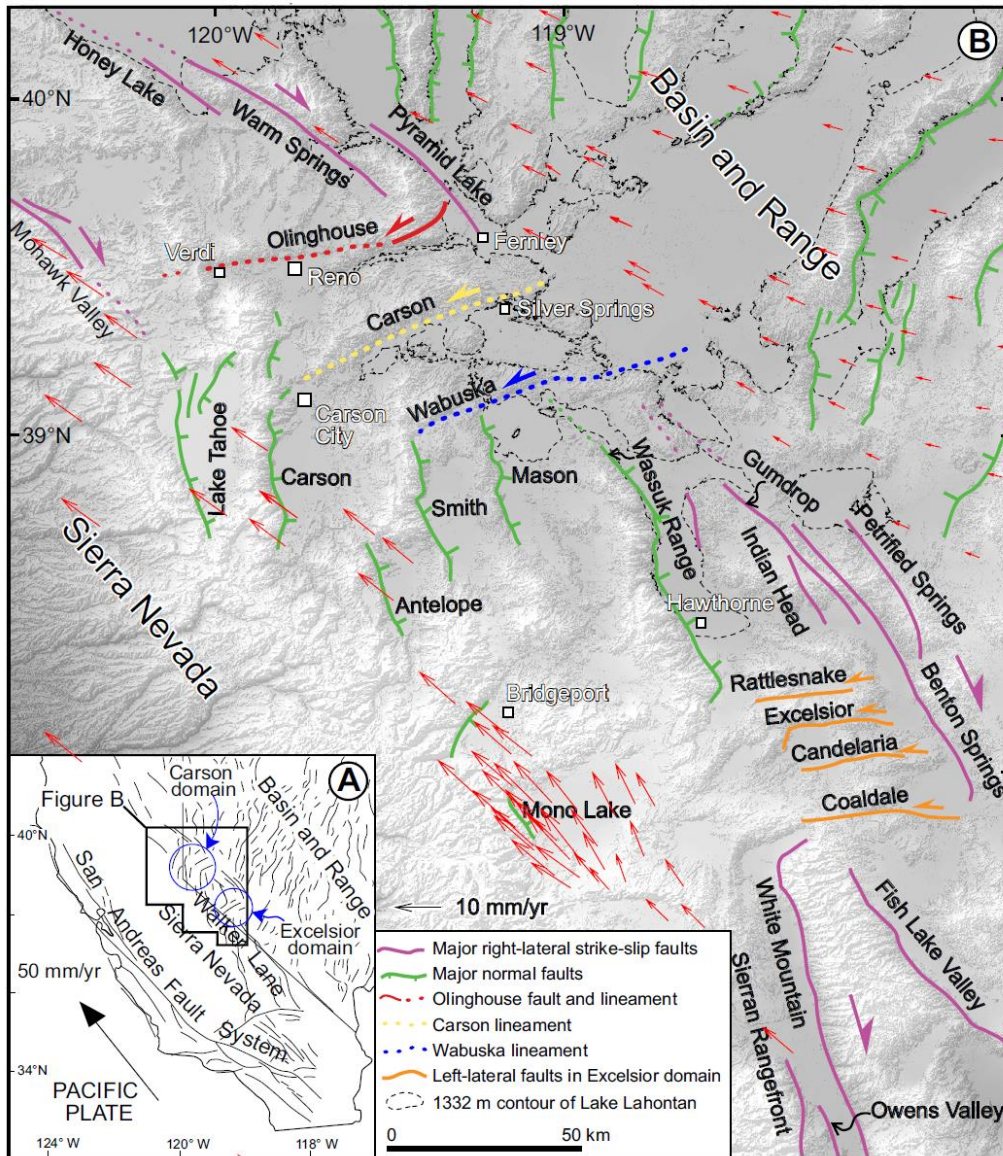 120°W
119°W
B
Honey Lake
40°N
Warm Springs
Pyramid Lake
Basin and Range
Olinghouse
Verdi
Reno
Fernley
Mohawk Valley
Carson
Silver Springs
Wabuska
Carson
City
39°N
Lake Tahoe
Carson
Smith
Mason
Wassuk Range
Gumdrop
Petrified Springs
Indian Head
Sierra Nevada
Antelope
Hawthorne
Bridgeport
Rattlesnake
Excelsior
Candelaria
Coaldale
Benton Springs
Mono Lake
10 mm/yr
White Mountain
Fish Lake Valley
Sierran Rangefront
Owens Valley
A
Carson
domain
Figure B
40°N
Basin and Range
San Andreas Fault System
Sierra Nevada
Walker Lane
Excelsior
domain
50 mm/yr
34°N
PACIFIC
PLATE
124° W
120°W
118°W
Major right-lateral strike-slip faults
Major normal faults
Olinghouse fault and lineament
Carson lineament
Wabuska lineament
Left-lateral faults in Excelsior domain
1332 m contour of Lake Lahontan
0 50 km